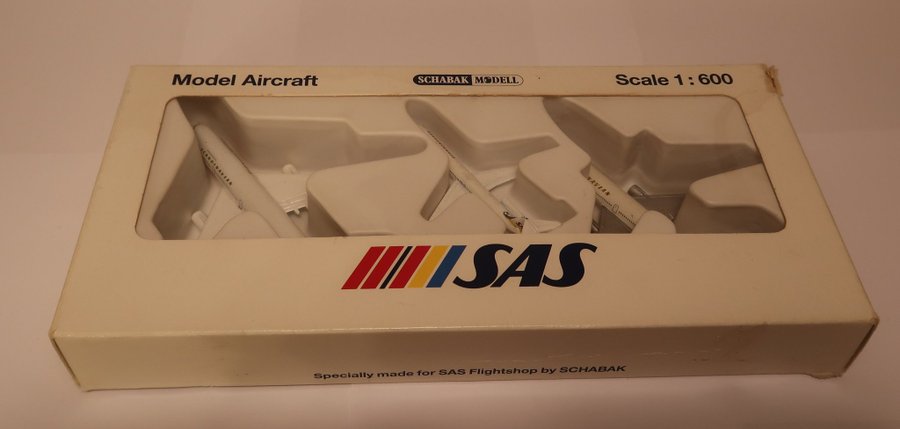 Model Aircraft
SCHABAK MODELL
Scale 1:600
SAS
Specially made for SAS Flightshop by SCHABAK